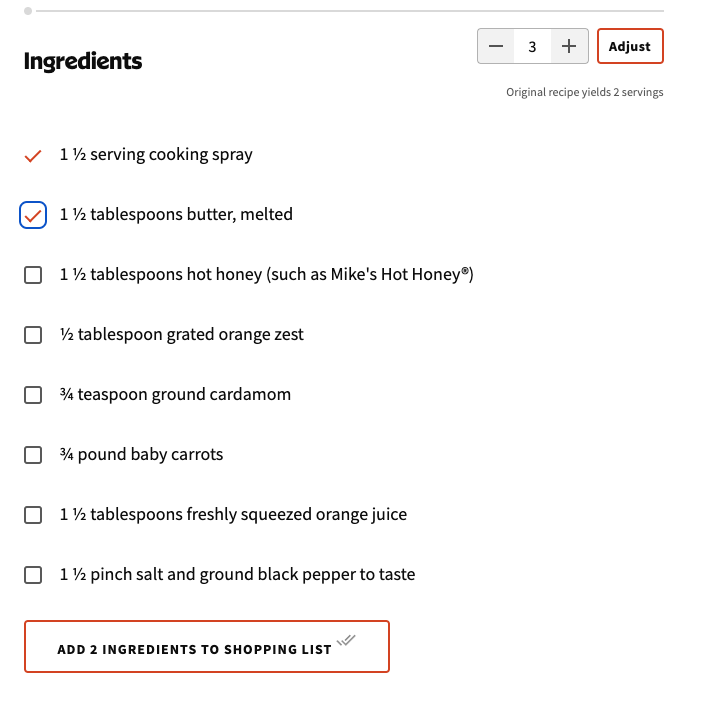 Ingredients
3
Adjust
Original recipe yields 2 servings
1 ½ serving cooking spray
1 ½ tablespoons butter, melted
1 ½ tablespoons hot honey (such as Mike's Hot Honey®)
½ tablespoon grated orange zest
¾ teaspoon ground cardamom
¾ pound baby carrots
1 ½ tablespoons freshly squeezed orange juice
1 ½ pinch salt and ground black pepper to taste
ADD 2 INGREDIENTS TO SHOPPING LIST